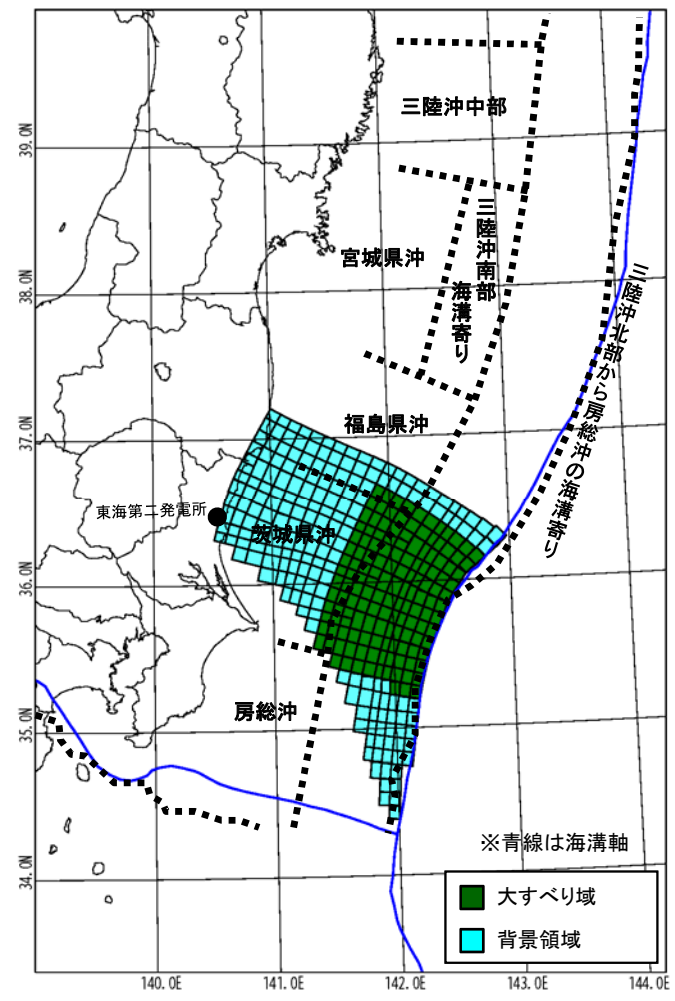 三陸沖中部
39.0N
三陸沖南部
海溝寄り
宮城県沖
38.0N
三陸沖北部から房総沖の海溝寄り
福島県沖
37.0N
東海第二発電所
茨城県沖
36.0N
房総沖
35.0N
※青線は海溝軸
34.0N
大すべり域
背景領域
140.0E
141.0E
142.0E
143.0E
144.0E